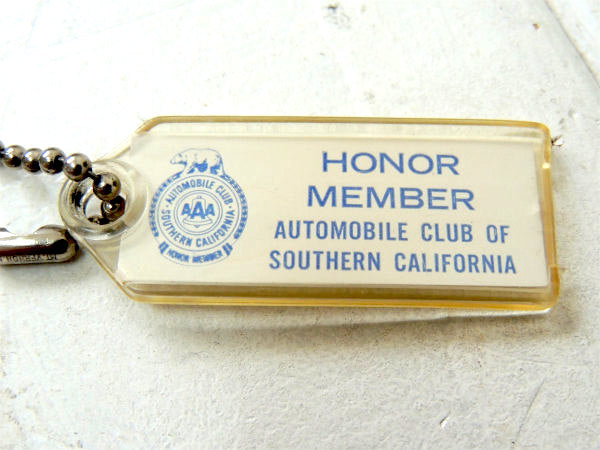 AUTOMOBILE CLUB
AAA
SOUTHERN CALIFORNIA
HONOR MEMBER
HONOR
MEMBER
AUTOMOBILE CLUB OF
SOUTHERN CALIFORNIA